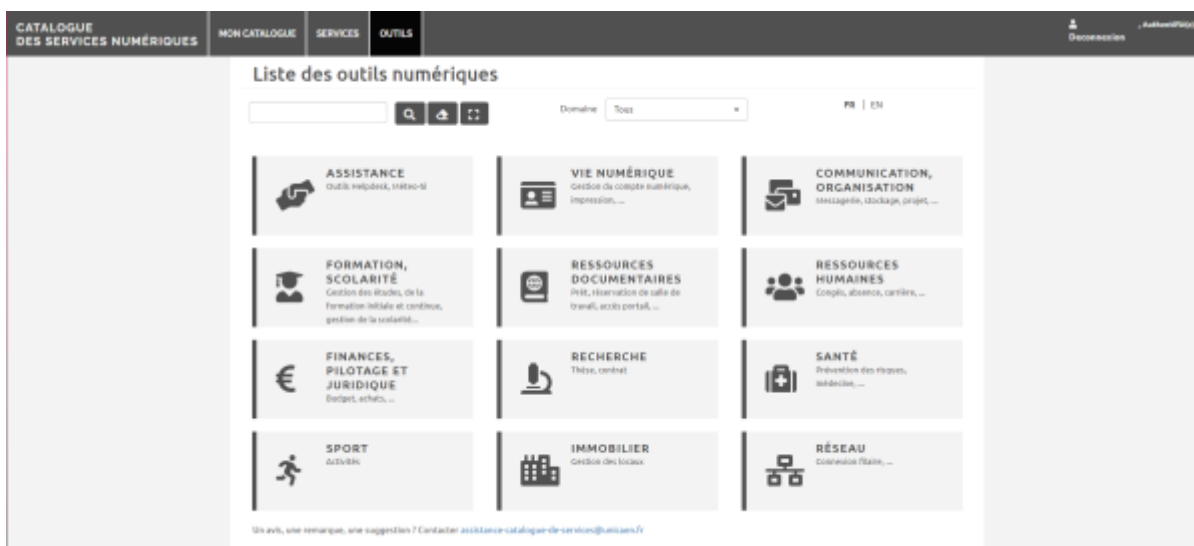 CATALOGUE
DES SERVICES NUMÉRIQUES
MON CATALOGUE
SERVICES
OUTILS
Deconnexion
Liste des outils numériques
Domaine
Tous
FR | EN
ASSISTANCE
Outils Helpdesk, Météo-SI
VIE NUMÉRIQUE
Gestion du compte numérique,
impression, ...
COMMUNICATION,
ORGANISATION
Messagerie, stockage, projet, ...
FORMATION,
SCOLARITÉ
Gestion des études, de la
formation initiale et continue,
gestion de la scolarité...
RESSOURCES
DOCUMENTAIRES
Prêt, réservation de salle de
travail, accès portail, ...
RESSOURCES
HUMAINES
Congés, absence, carrière, ...
FINANCES,
PILOTAGE ET
JURIDIQUE
Budget, achats, ...
RECHERCHE
Thèse, contrat
SANTÉ
Prévention des risques,
médecine, ...
SPORT
Activités
IMMOBILIER
Gestion des locaux
RÉSEAU
Connexion filaire, ...
Un avis, une remarque, une suggestion ? Contacter assistance-catalogue-de-services@unicaen.fr